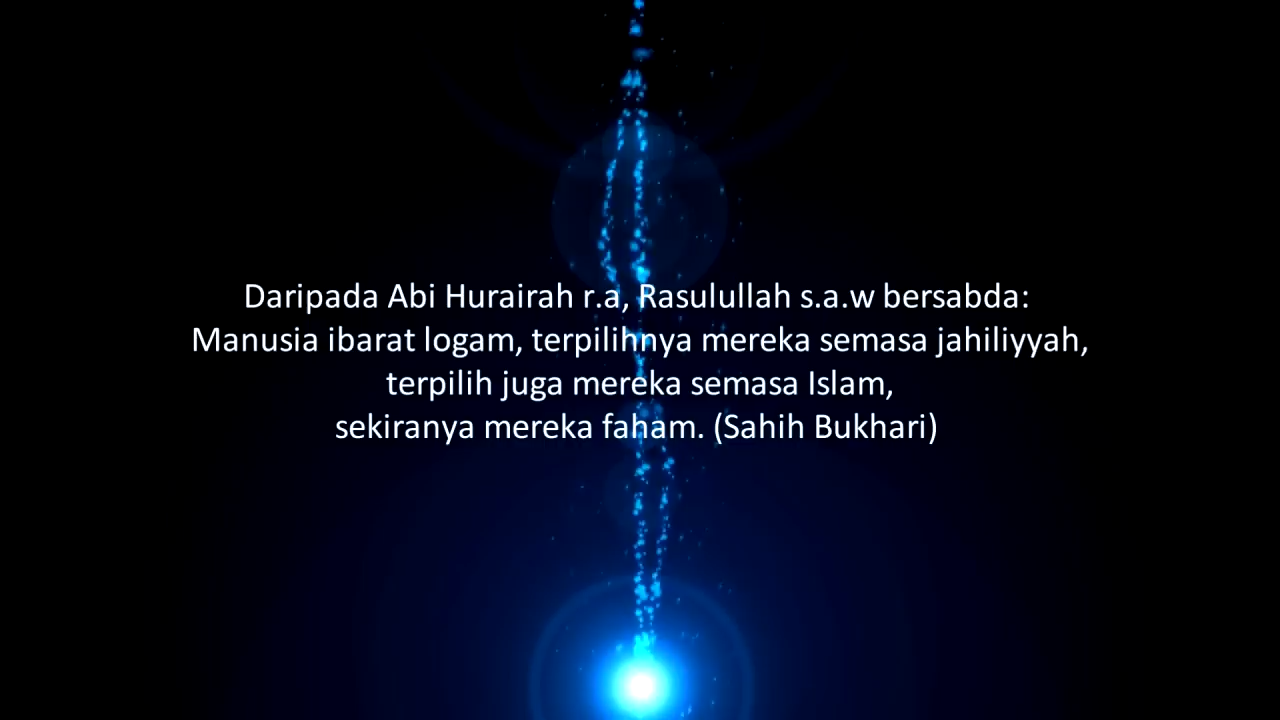 Daripada Abi Hurairah r.a, Rasulullah s.a.w bersabda:
Manusia ibarat logam, terpilihnya mereka semasa jahiliyyah,
terpilih juga mereka semasa Islam,
sekiranya mereka faham. (Sahih Bukhari)